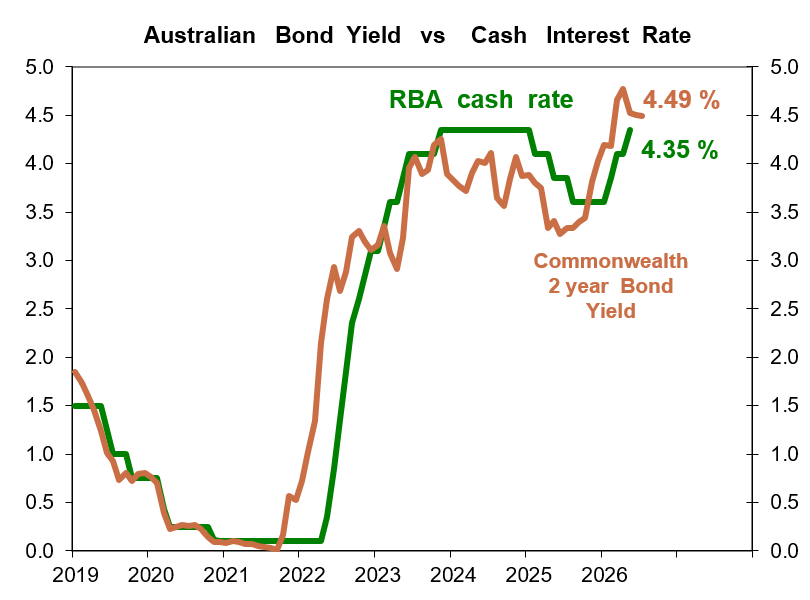 Australian Bond Yield vs Cash Interest Rate
5.0 5.0
RBA cash rate 4.49 %
4.5 4.5
4.35 %
4.0 4.0
3.5 3.5
3.0 3.0
Commonwealth
2 year Bond
Yield
2.5 2.5
2.0 2.0
1.5 1.5
1.0 1.0
0.5 0.5
0.0 0.0
2019 2020 2021 2022 2023 2024 2025 2026